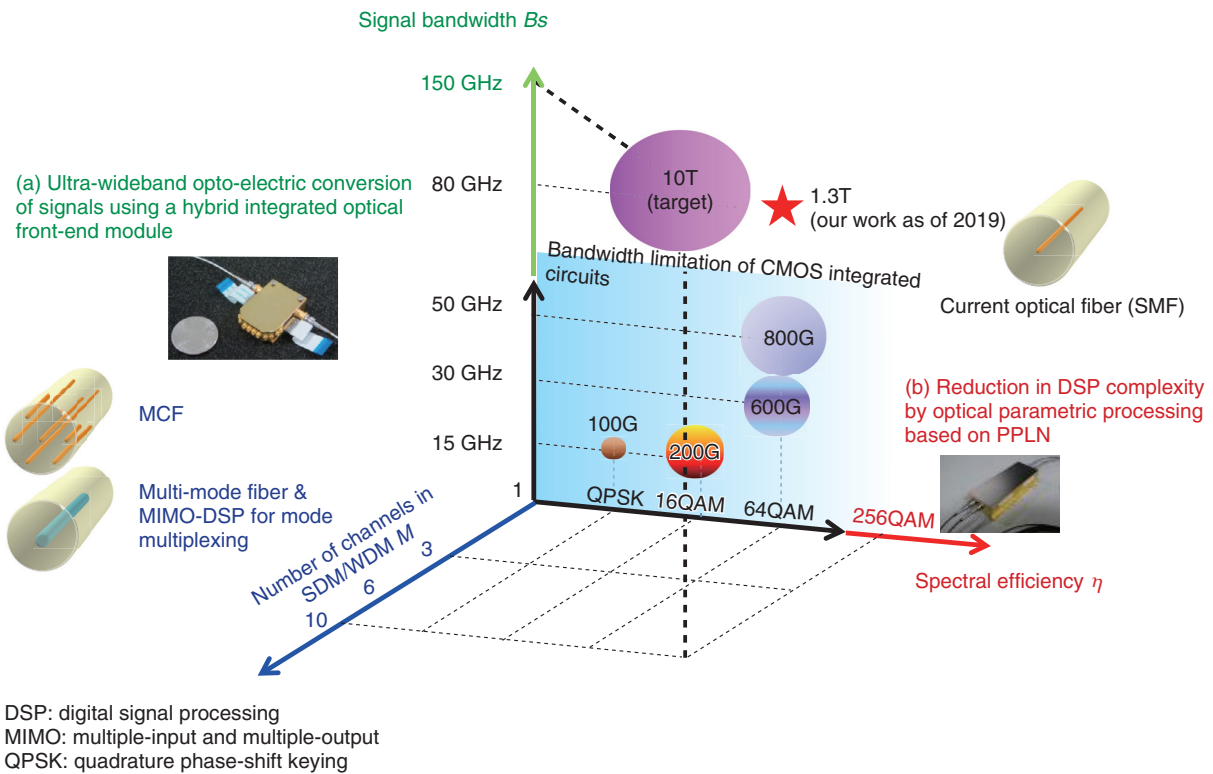 Signal bandwidth Bs
150 GHz
80 GHz
50 GHz
30 GHz
15 GHz
1
(a) Ultra-wideband opto-electric conversion
of signals using a hybrid integrated optical
front-end module
10T
(target)
1.3T
(our work as of 2019)
Bandwidth limitation of CMOS integrated
circuits
800G
600G
100G
200G
Current optical fiber (SMF)
(b) Reduction in DSP complexity
by optical parametric processing
based on PPLN
MCF
Multi-mode fiber &
MIMO-DSP for mode
multiplexing
QPSK
16QAM
64QAM
256QAM
Spectral efficiency η
Number of channels in
SDM/WDM M
3
6
10
DSP: digital signal processing
MIMO: multiple-input and multiple-output
QPSK: quadrature phase-shift keying